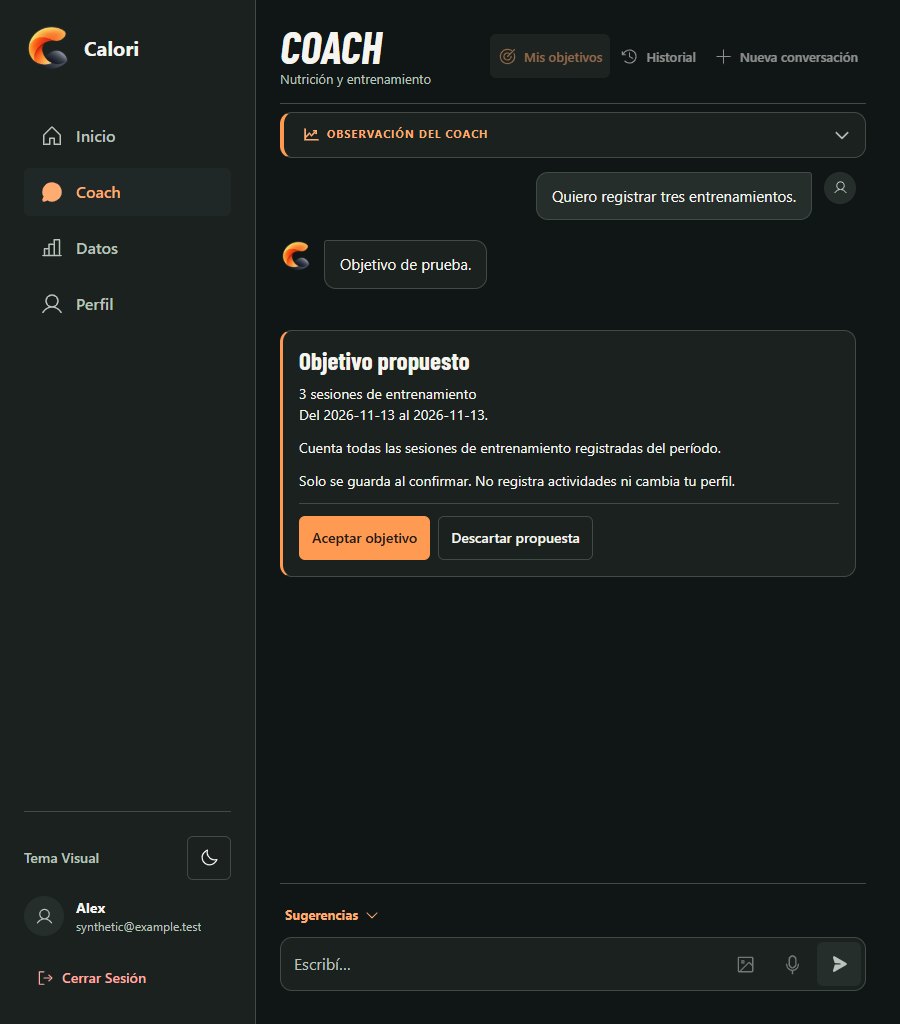 Calori
Inicio
Coach
Datos
Perfil
Tema Visual
Alex
synthetic@example.test
Cerrar Sesión
COACH
Nutrición y entrenamiento
Mis objetivos
Historial
Nueva conversación
OBSERVACIÓN DEL COACH
Quiero registrar tres entrenamientos.
Objetivo de prueba.
Objetivo propuesto
3 sesiones de entrenamiento
Del 2026-11-13 al 2026-11-13.
Cuenta todas las sesiones de entrenamiento registradas del período.
Solo se guarda al confirmar. No registra actividades ni cambia tu perfil.
Aceptar objetivo
Descartar propuesta
Sugerencias
Escribí...